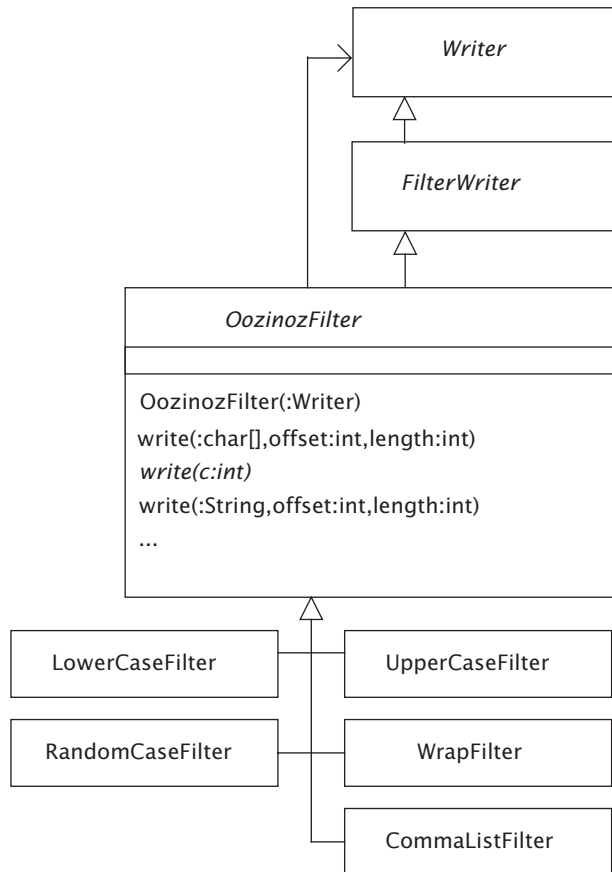 Writer
FilterWriter
OozinozFilter
OozinozFilter(:Writer)
write(:char[],offset:int,length:int)
write(c:int)
write(:String,offset:int,length:int)
...
LowerCaseFilter
UpperCaseFilter
RandomCaseFilter
WrapFilter
CommaListFilter